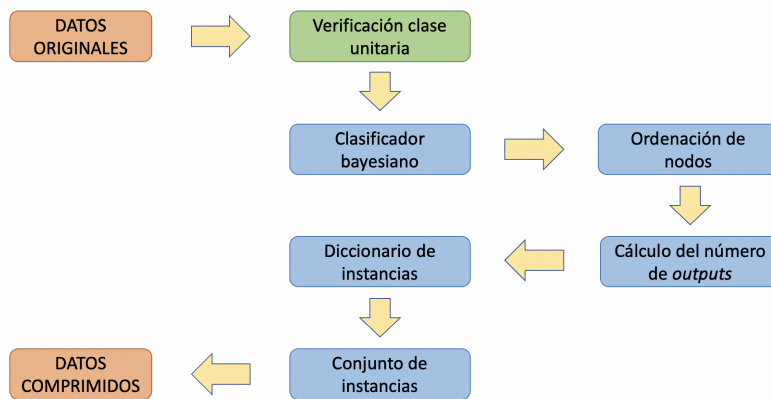 DATOS
ORIGINALES
Verificación clase
unitaria
Clasificador
bayesiano
Ordenación de
nodos
Cálculo del número
de outputs
Diccionario de
instancias
Conjunto de
instancias
DATOS
COMPRIMIDOS